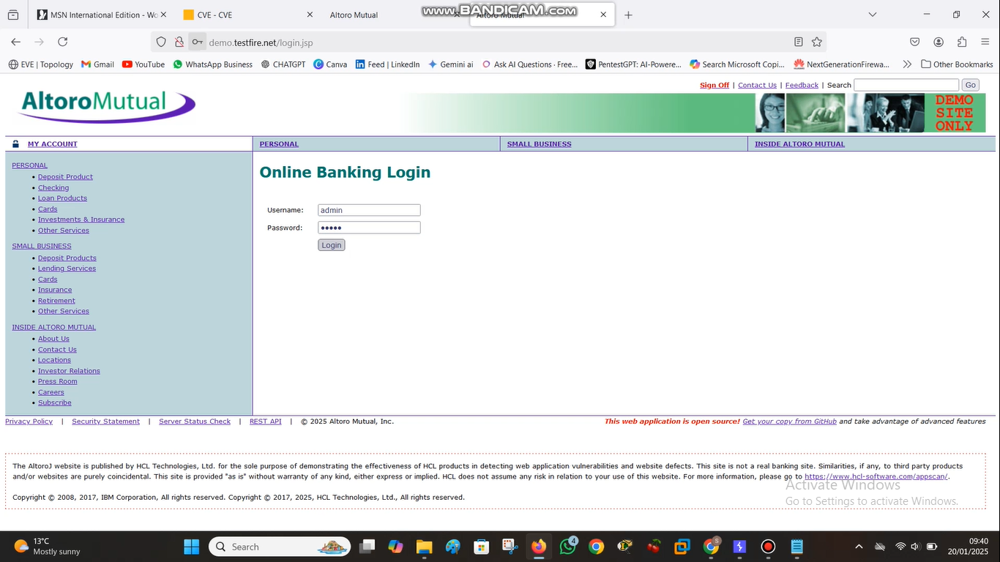 www.BANDICAM.com
MSN International Edition - Wo
CVE - CVE
Altoro Mutual
Altoro Mutual
demo.testfire.net/login.jsp
EVE | Topology
Gmail
YouTube
WhatsApp Business
CHATGPT
Canva
Feed | LinkedIn
Gemini ai
Ask AI Questions · Free...
PentestGPT: AI-Powere...
Search Microsoft Copi...
NextGenerationFirewa...
Other Bookmarks
Sign Off | Contact Us | Feedback | Search Go
AltoroMutual
DEMO
SITE
ONLY
MY ACCOUNT
PERSONAL
SMALL BUSINESS
INSIDE ALTORO MUTUAL
PERSONAL
Deposit Product
Checking
Loan Products
Cards
Investments & Insurance
Other Services
SMALL BUSINESS
Deposit Products
Lending Services
Cards
Insurance
Retirement
Other Services
INSIDE ALTORO MUTUAL
About Us
Contact Us
Locations
Investor Relations
Press Room
Careers
Subscribe
Online Banking Login
Username: admin
Password: •••••
Login
Privacy Policy | Security Statement | Server Status Check | REST API | © 2025 Altoro Mutual, Inc.
This web application is open source! Get your copy from GitHub and take advantage of advanced features
The AltoroJ website is published by HCL Technologies, Ltd. for the sole purpose of demonstrating the effectiveness of HCL products in detecting web application vulnerabilities and website defects. This site is not a real banking site. Similarities, if any, to third party products
and/or websites are purely coincidental. This site is provided "as is" without warranty of any kind, either express or implied. HCL does not assume any risk in relation to your use of this website. For more information, please go to https://www.hcl-software.com/appscan/.
Copyright © 2008, 2017, IBM Corporation, All rights reserved. Copyright © 2017, 2025, HCL Technologies, Ltd., All rights reserved.
Activate Windows
Go to Settings to activate Windows.
13°C
Mostly sunny
Search
4
S
09:40
20/01/2025